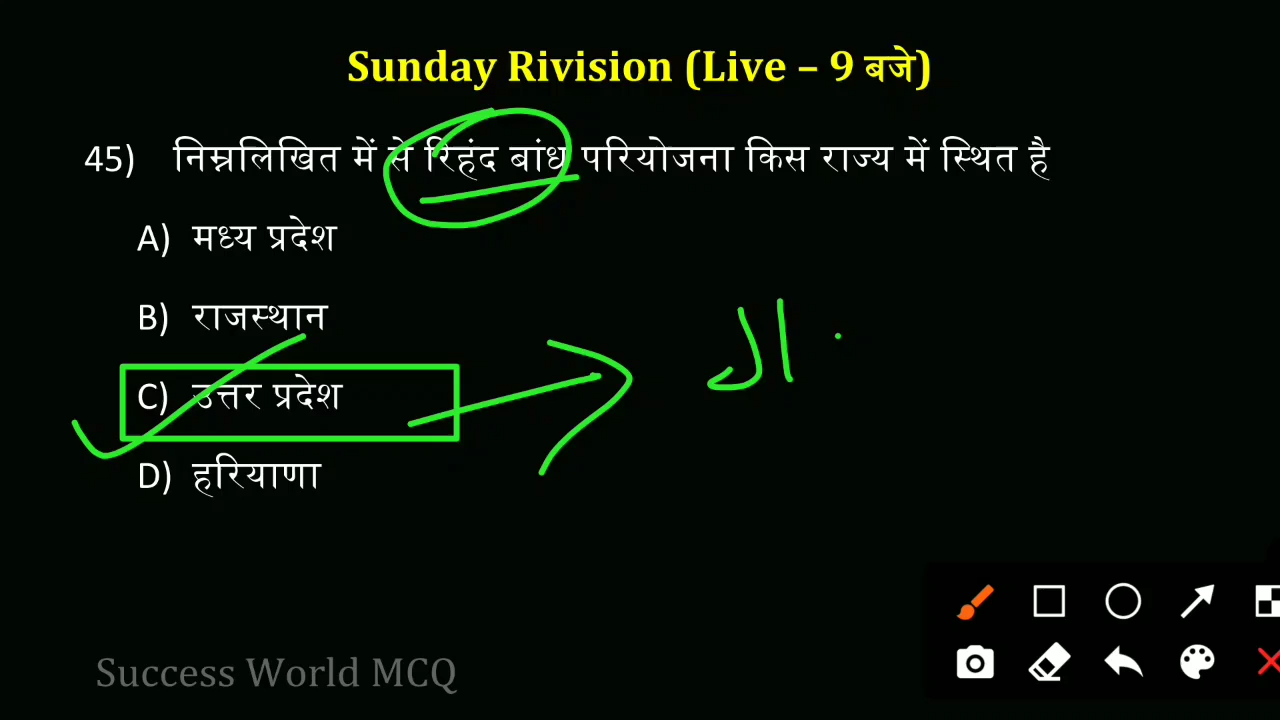 Sunday Rivision (Live – 9 बजे)
45) निम्नलिखित में से रिहंद बांध परियोजना किस राज्य में स्थित है
A) मध्य प्रदेश
B) राजस्थान
C) उत्तर प्रदेश
D) हरियाणा
Success World MCQ